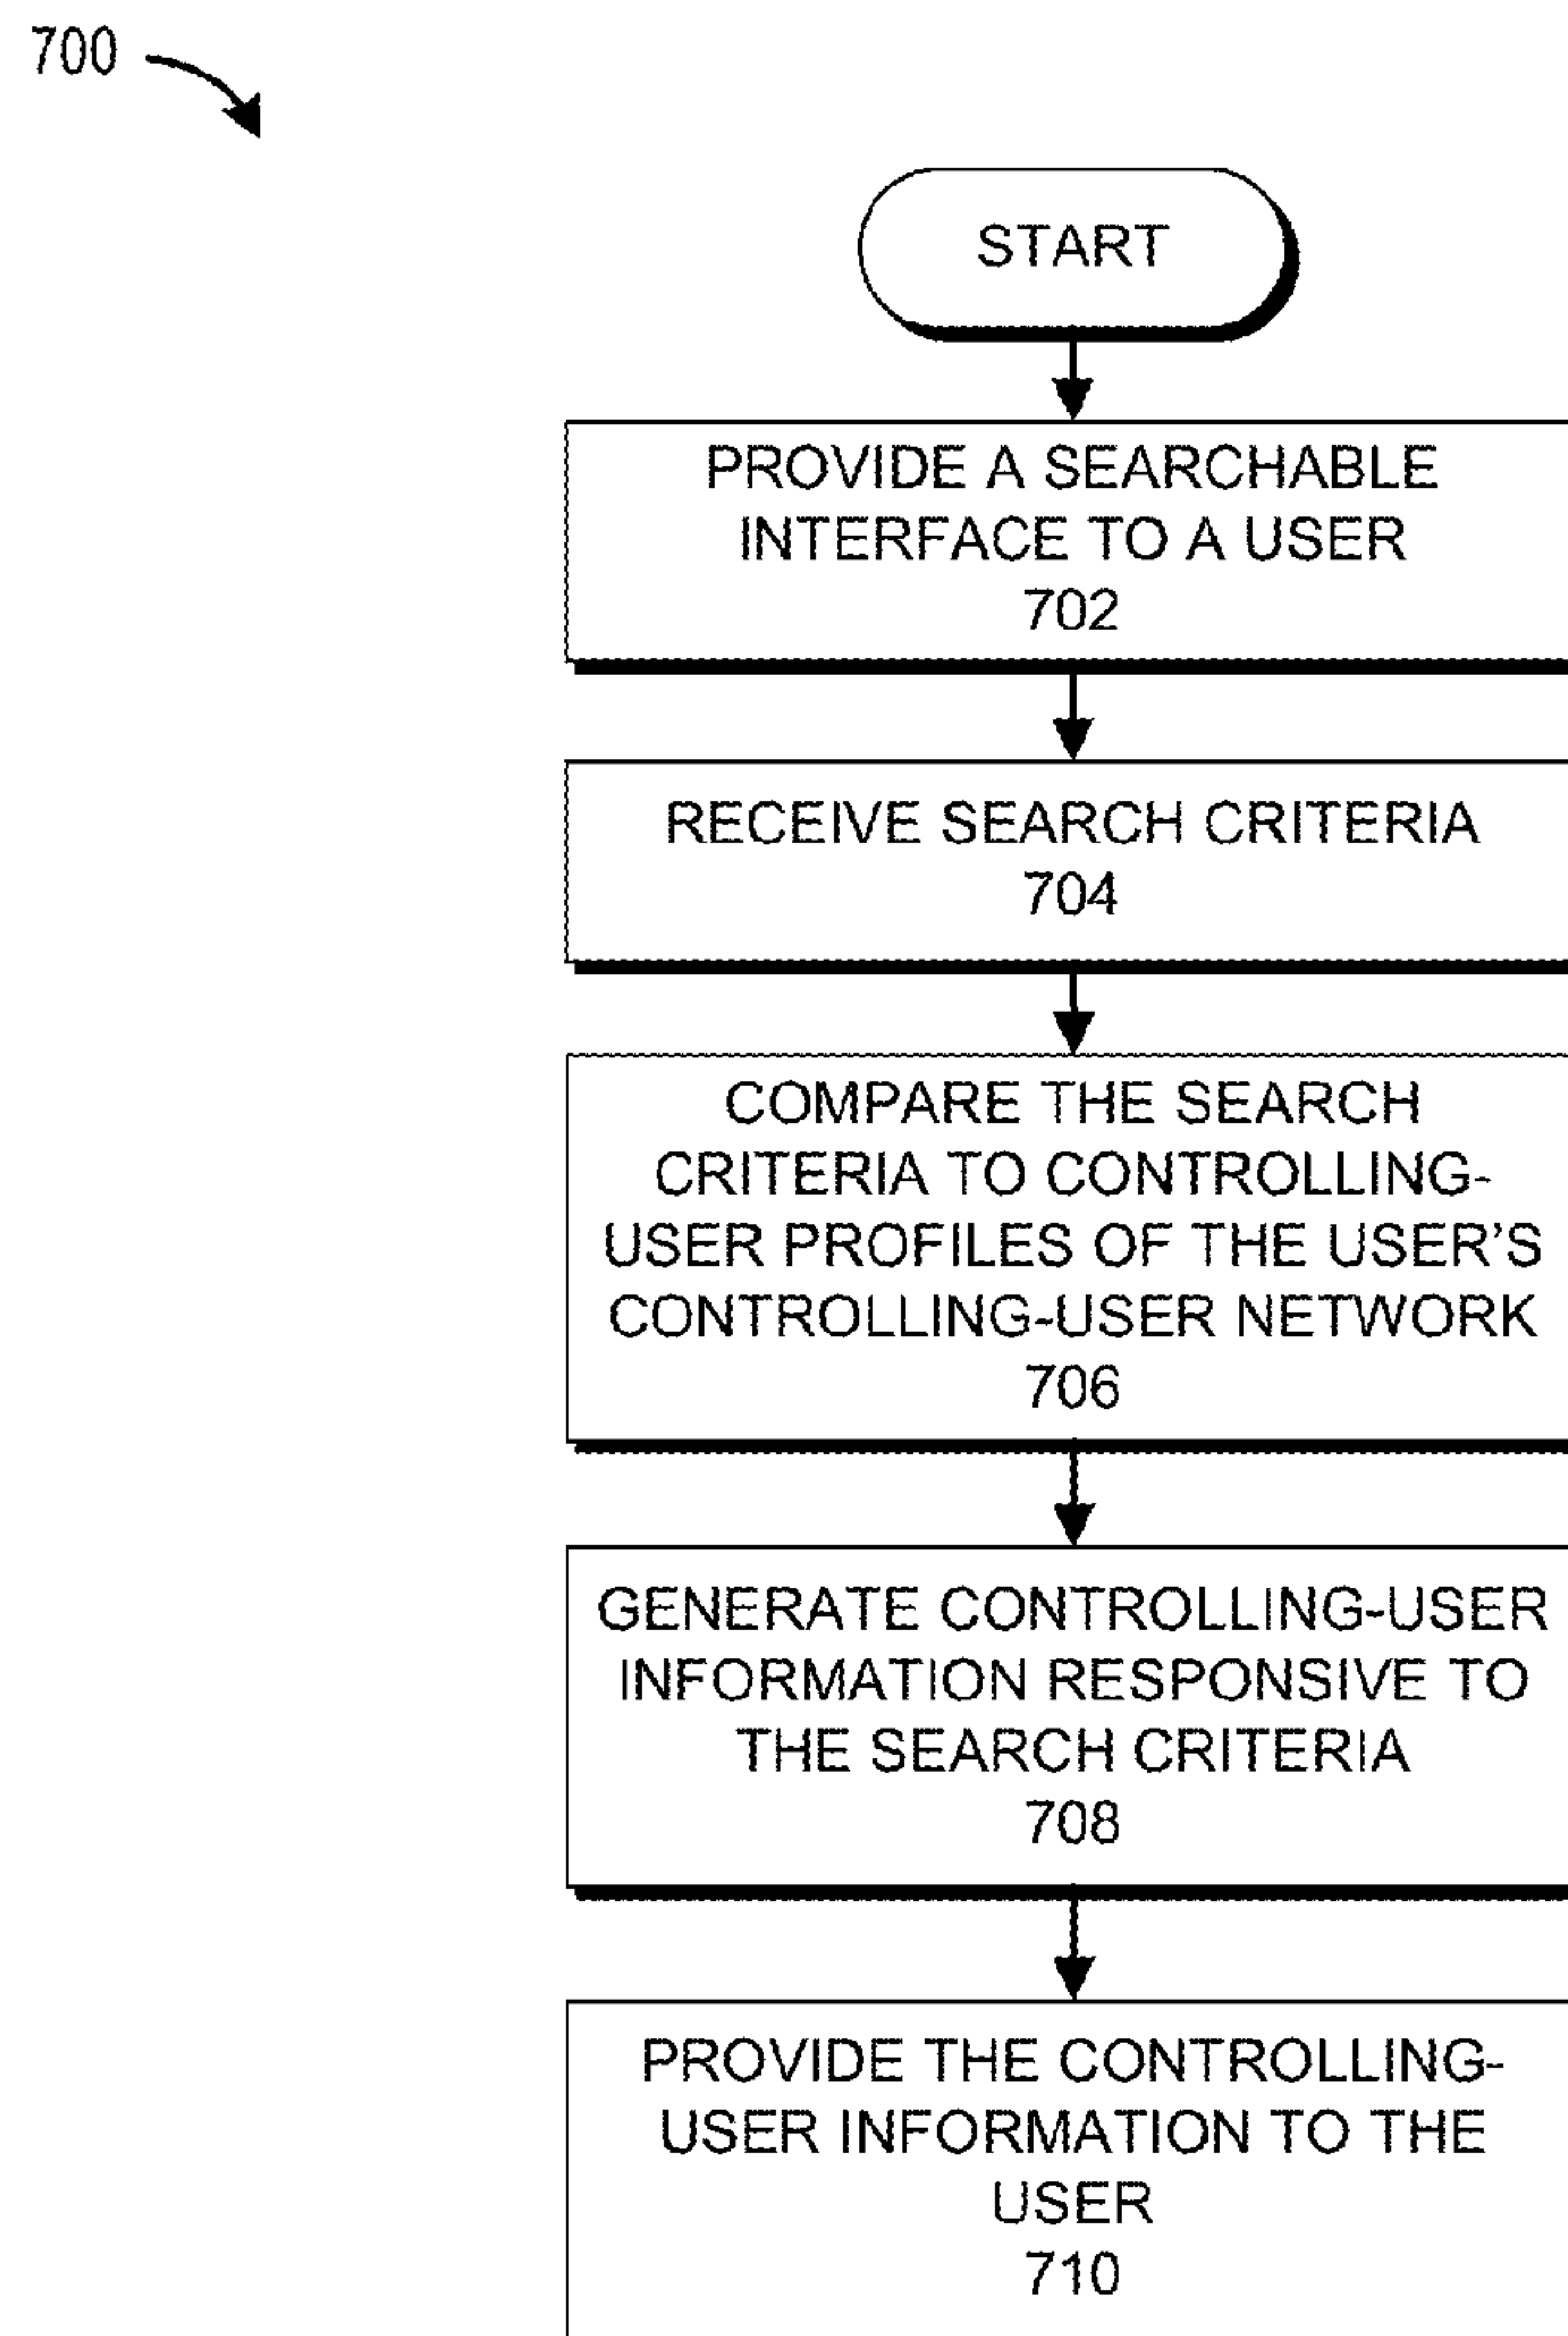 700
START
PROVIDE A SEARCHABLE
INTERFACE TO A USER
702
RECEIVE SEARCH CRITERIA
704
COMPARE THE SEARCH
CRITERIA TO CONTROLLING-
USER PROFILES OF THE USER'S
CONTROLLING-USER NETWORK
706
GENERATE CONTROLLING-USER
INFORMATION RESPONSIVE TO
THE SEARCH CRITERIA
708
PROVIDE THE CONTROLLING-
USER INFORMATION TO THE
USER
710